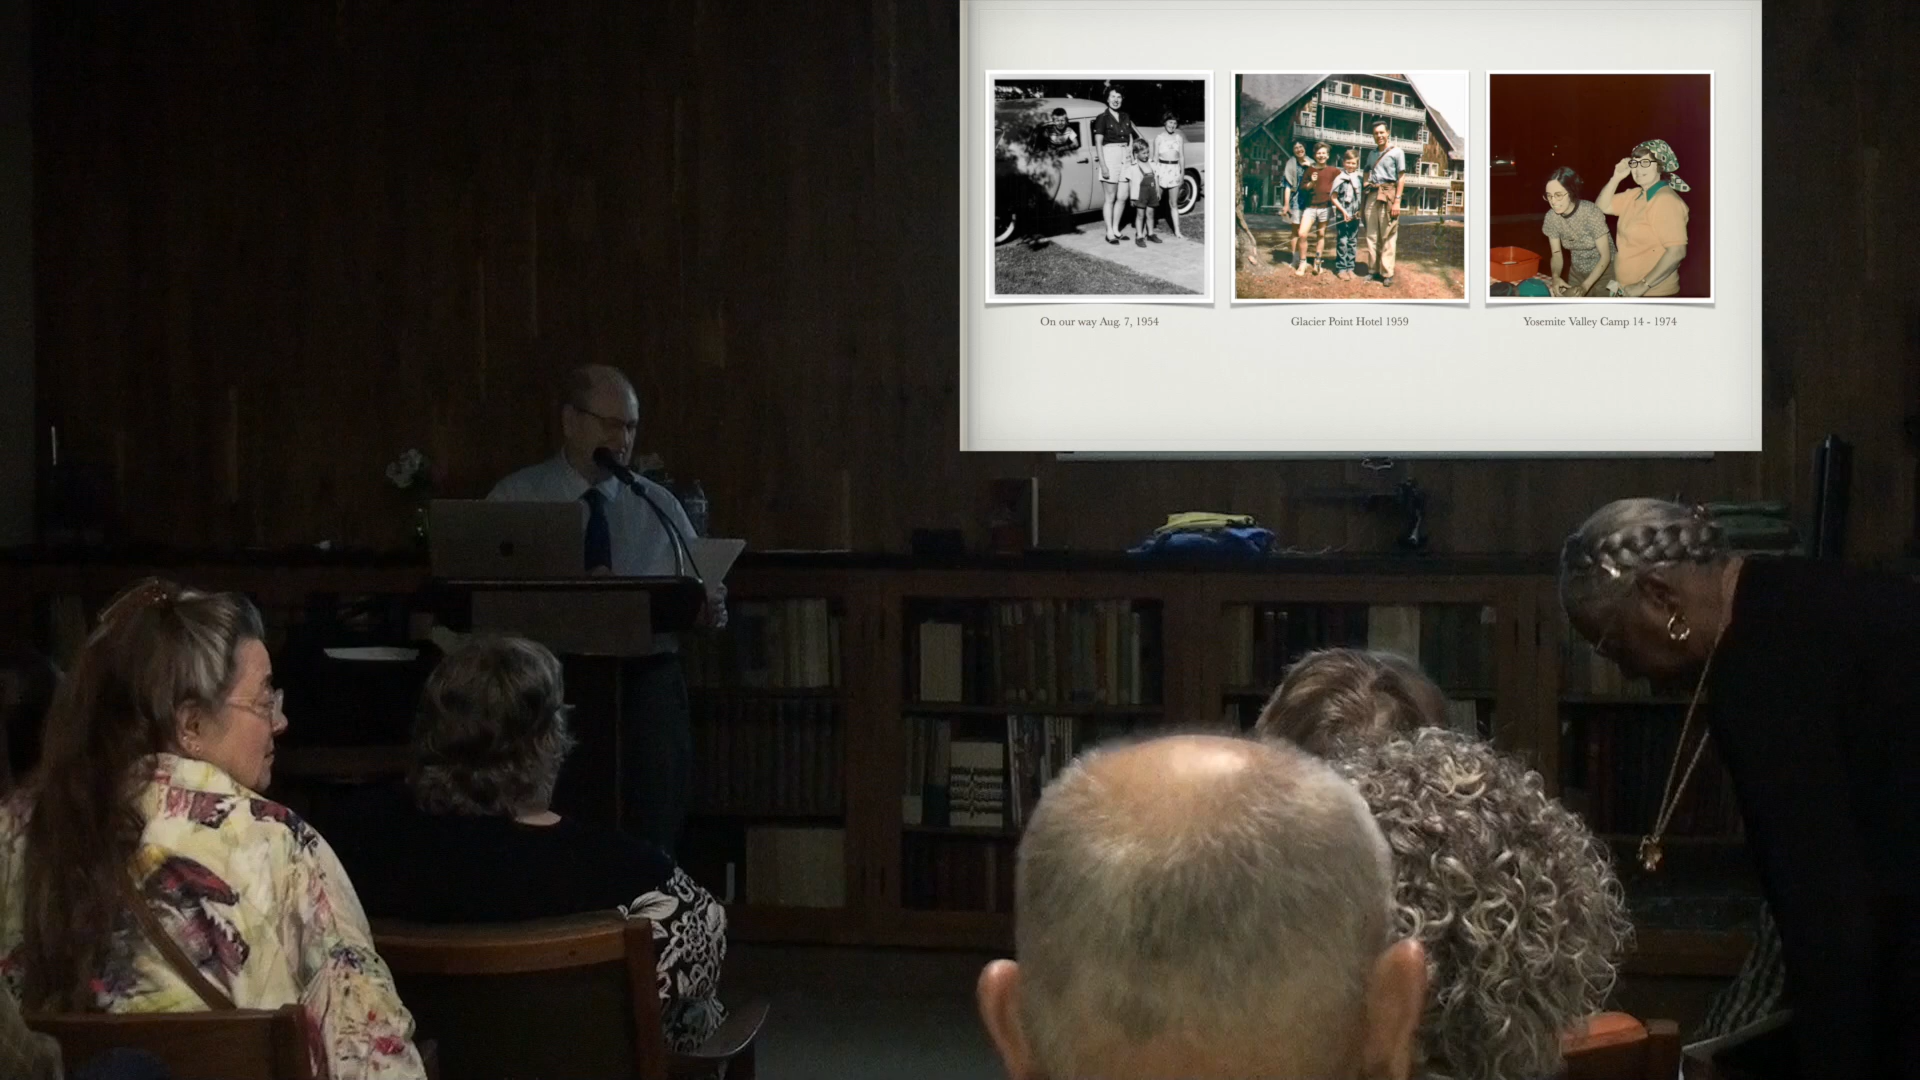 On our way Aug. 7, 1954
Glacier Point Hotel 1959
Yosemite Valley Camp 14 - 1974